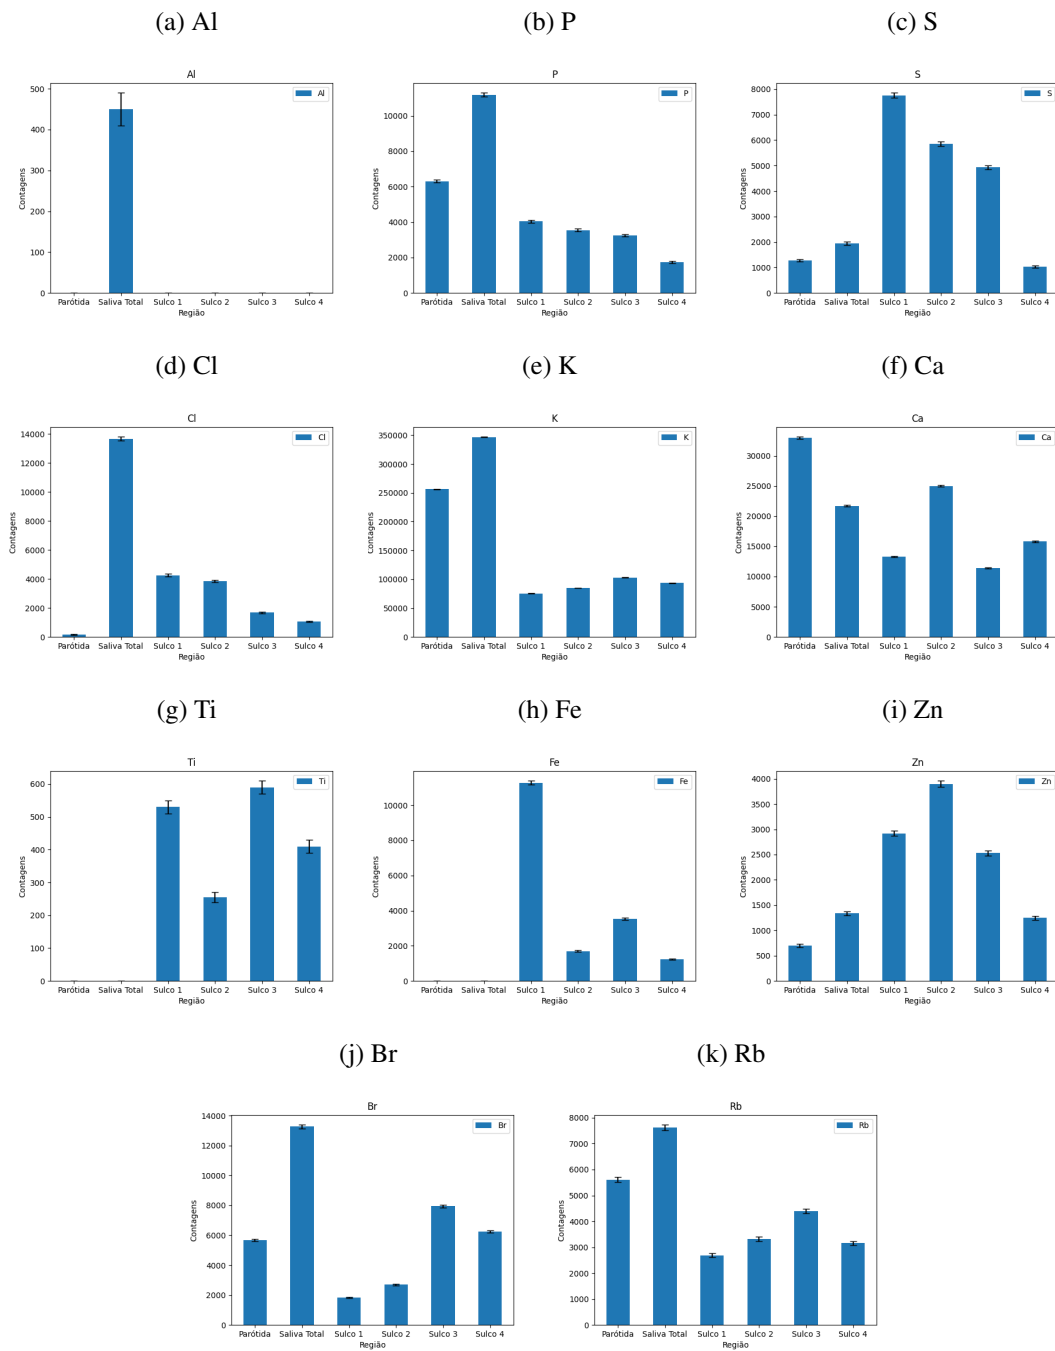 (a) Al
(b) P
(c) S
Al
500
400
300
200
100
0
Contagens
Al
Parótida Saliva Total Sulco 1 Sulco 2 Sulco 3 Sulco 4
Região
P
10000
8000
6000
4000
2000
0
Contagens
P
Parótida Saliva Total Sulco 1 Sulco 2 Sulco 3 Sulco 4
Região
S
8000
7000
6000
5000
4000
3000
2000
1000
0
Contagens
S
Parótida Saliva Total Sulco 1 Sulco 2 Sulco 3 Sulco 4
Região
(d) Cl
(e) K
(f) Ca
Cl
14000
12000
10000
8000
6000
4000
2000
0
Contagens
Cl
Parótida Saliva Total Sulco 1 Sulco 2 Sulco 3 Sulco 4
Região
K
350000
300000
250000
200000
150000
100000
50000
0
Contagens
K
Parótida Saliva Total Sulco 1 Sulco 2 Sulco 3 Sulco 4
Região
Ca
30000
25000
20000
15000
10000
5000
0
Contagens
Ca
Parótida Saliva Total Sulco 1 Sulco 2 Sulco 3 Sulco 4
Região
(g) Ti
(h) Fe
(i) Zn
Ti
600
500
400
300
200
100
0
Contagens
Ti
Parótida Saliva Total Sulco 1 Sulco 2 Sulco 3 Sulco 4
Região
Fe
10000
8000
6000
4000
2000
0
Contagens
Fe
Parótida Saliva Total Sulco 1 Sulco 2 Sulco 3 Sulco 4
Região
Zn
4000
3500
3000
2500
2000
1500
1000
500
0
Contagens
Zn
Parótida Saliva Total Sulco 1 Sulco 2 Sulco 3 Sulco 4
Região
(j) Br
(k) Rb
Br
14000
12000
10000
8000
6000
4000
2000
0
Contagens
Br
Parótida Saliva Total Sulco 1 Sulco 2 Sulco 3 Sulco 4
Região
Rb
8000
7000
6000
5000
4000
3000
2000
1000
0
Contagens
Rb
Parótida Saliva Total Sulco 1 Sulco 2 Sulco 3 Sulco 4
Região